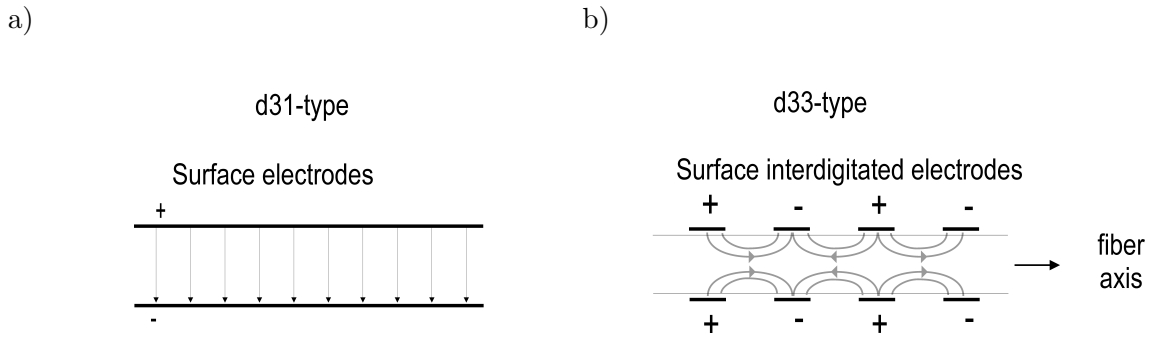 a)
d31-type
Surface electrodes
+
-
b)
d33-type
Surface interdigitated electrodes
+ - + -
+ - + -
fiber
axis